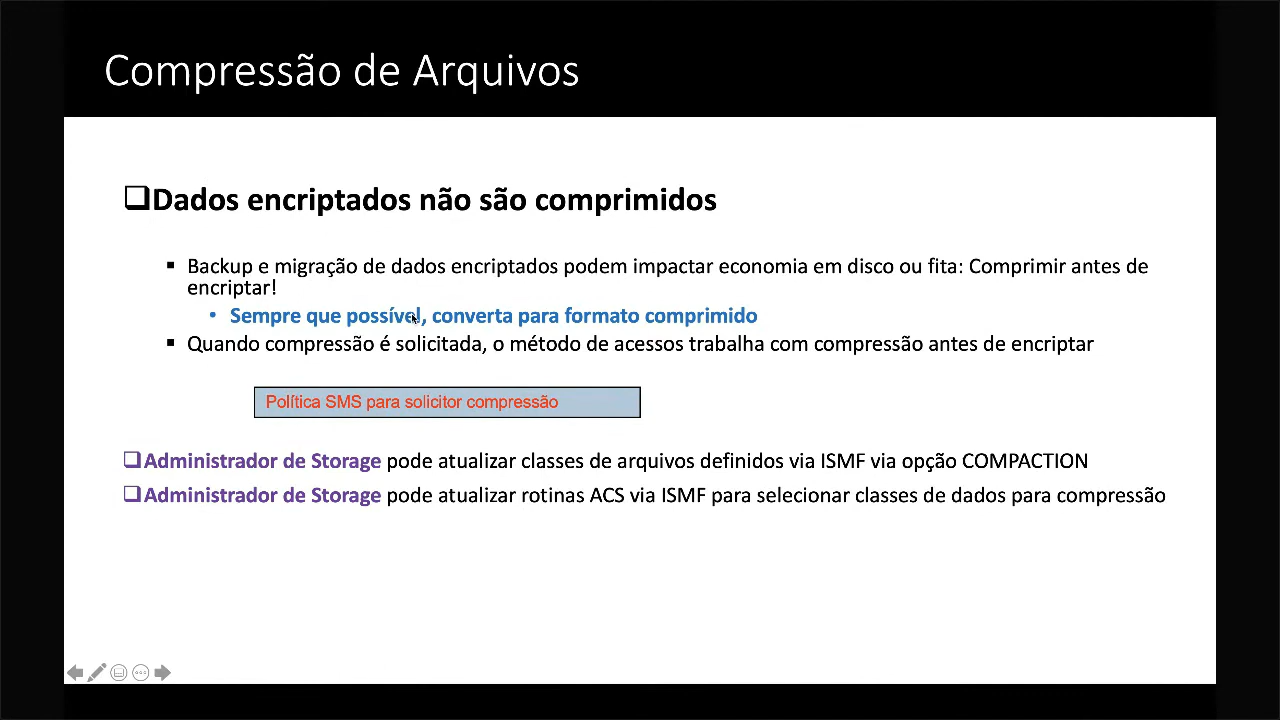 Compressão de Arquivos
Dados encriptados não são comprimidos
Backup e migração de dados encriptados podem impactar economia em disco ou fita: Comprimir antes de
encriptar!
Sempre que possível, converta para formato comprimido
Quando compressão é solicitada, o método de acessos trabalha com compressão antes de encriptar
Política SMS para solicitor compressão
Administrador de Storage pode atualizar classes de arquivos definidos via ISMF via opção COMPACTION
Administrador de Storage pode atualizar rotinas ACS via ISMF para selecionar classes de dados para compressão